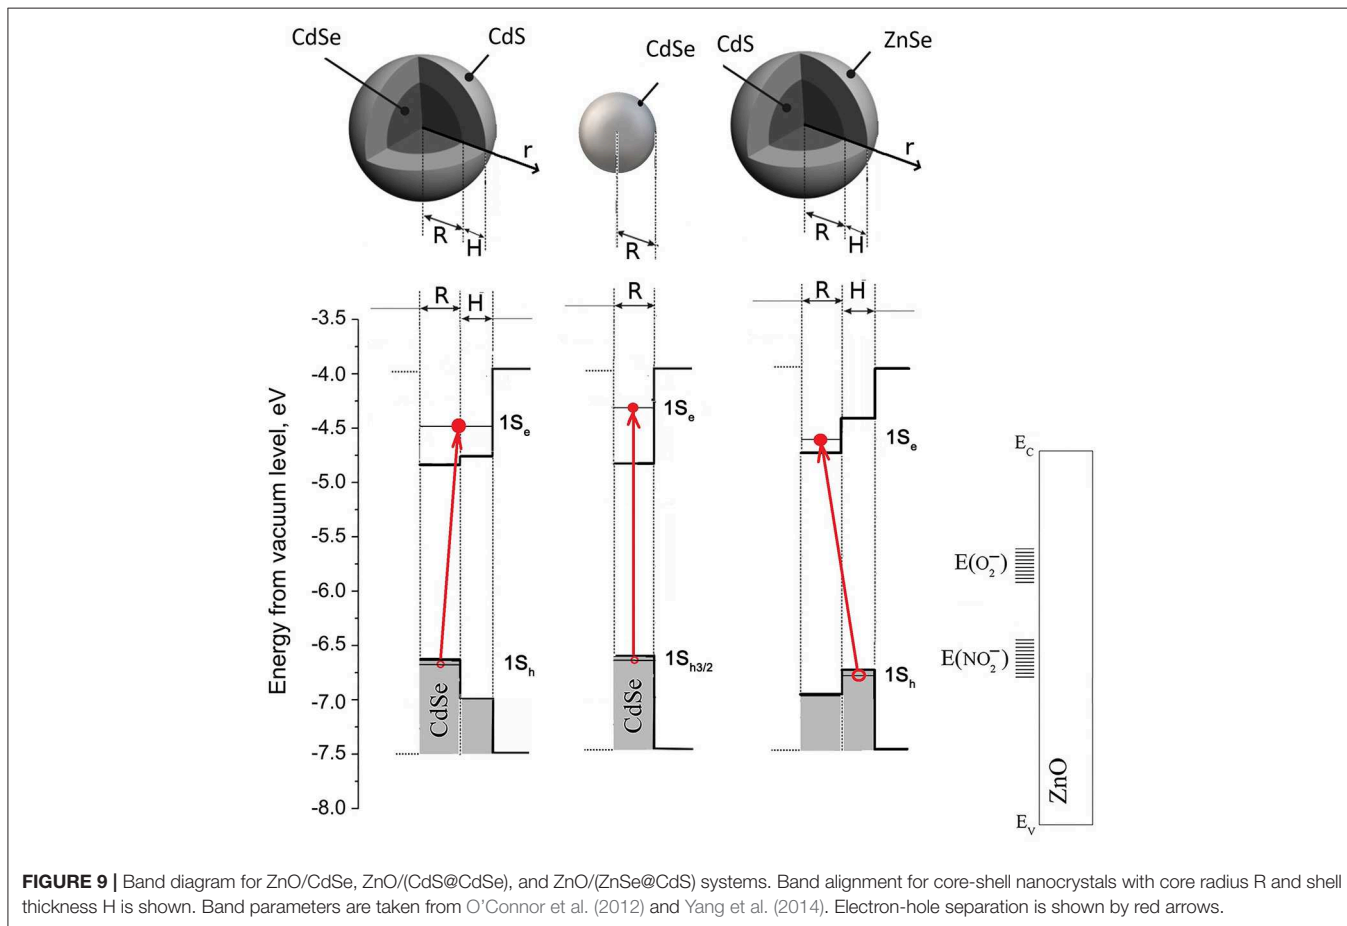 CdSe
CdS
CdSe
CdS
ZnSe
r
r
R
H
R
R
H
R
H
R
R
H
-3.5
-4.0
-4.5
-5.0
-5.5
-6.0
-6.5
-7.0
-7.5
-8.0
Energy from vacuum level, eV
1Se
1Sh
CdSe
1Se
1Sh3/2
CdSe
1Se
1Sh
EC
E(O2−)
E(NO2−)
ZnO
EV
FIGURE 9 | Band diagram for ZnO/CdSe, ZnO/(CdS@CdSe), and ZnO/(ZnSe@CdS) systems. Band alignment for core-shell nanocrystals with core radius R and shell
thickness H is shown. Band parameters are taken from O'Connor et al. (2012) and Yang et al. (2014). Electron-hole separation is shown by red arrows.